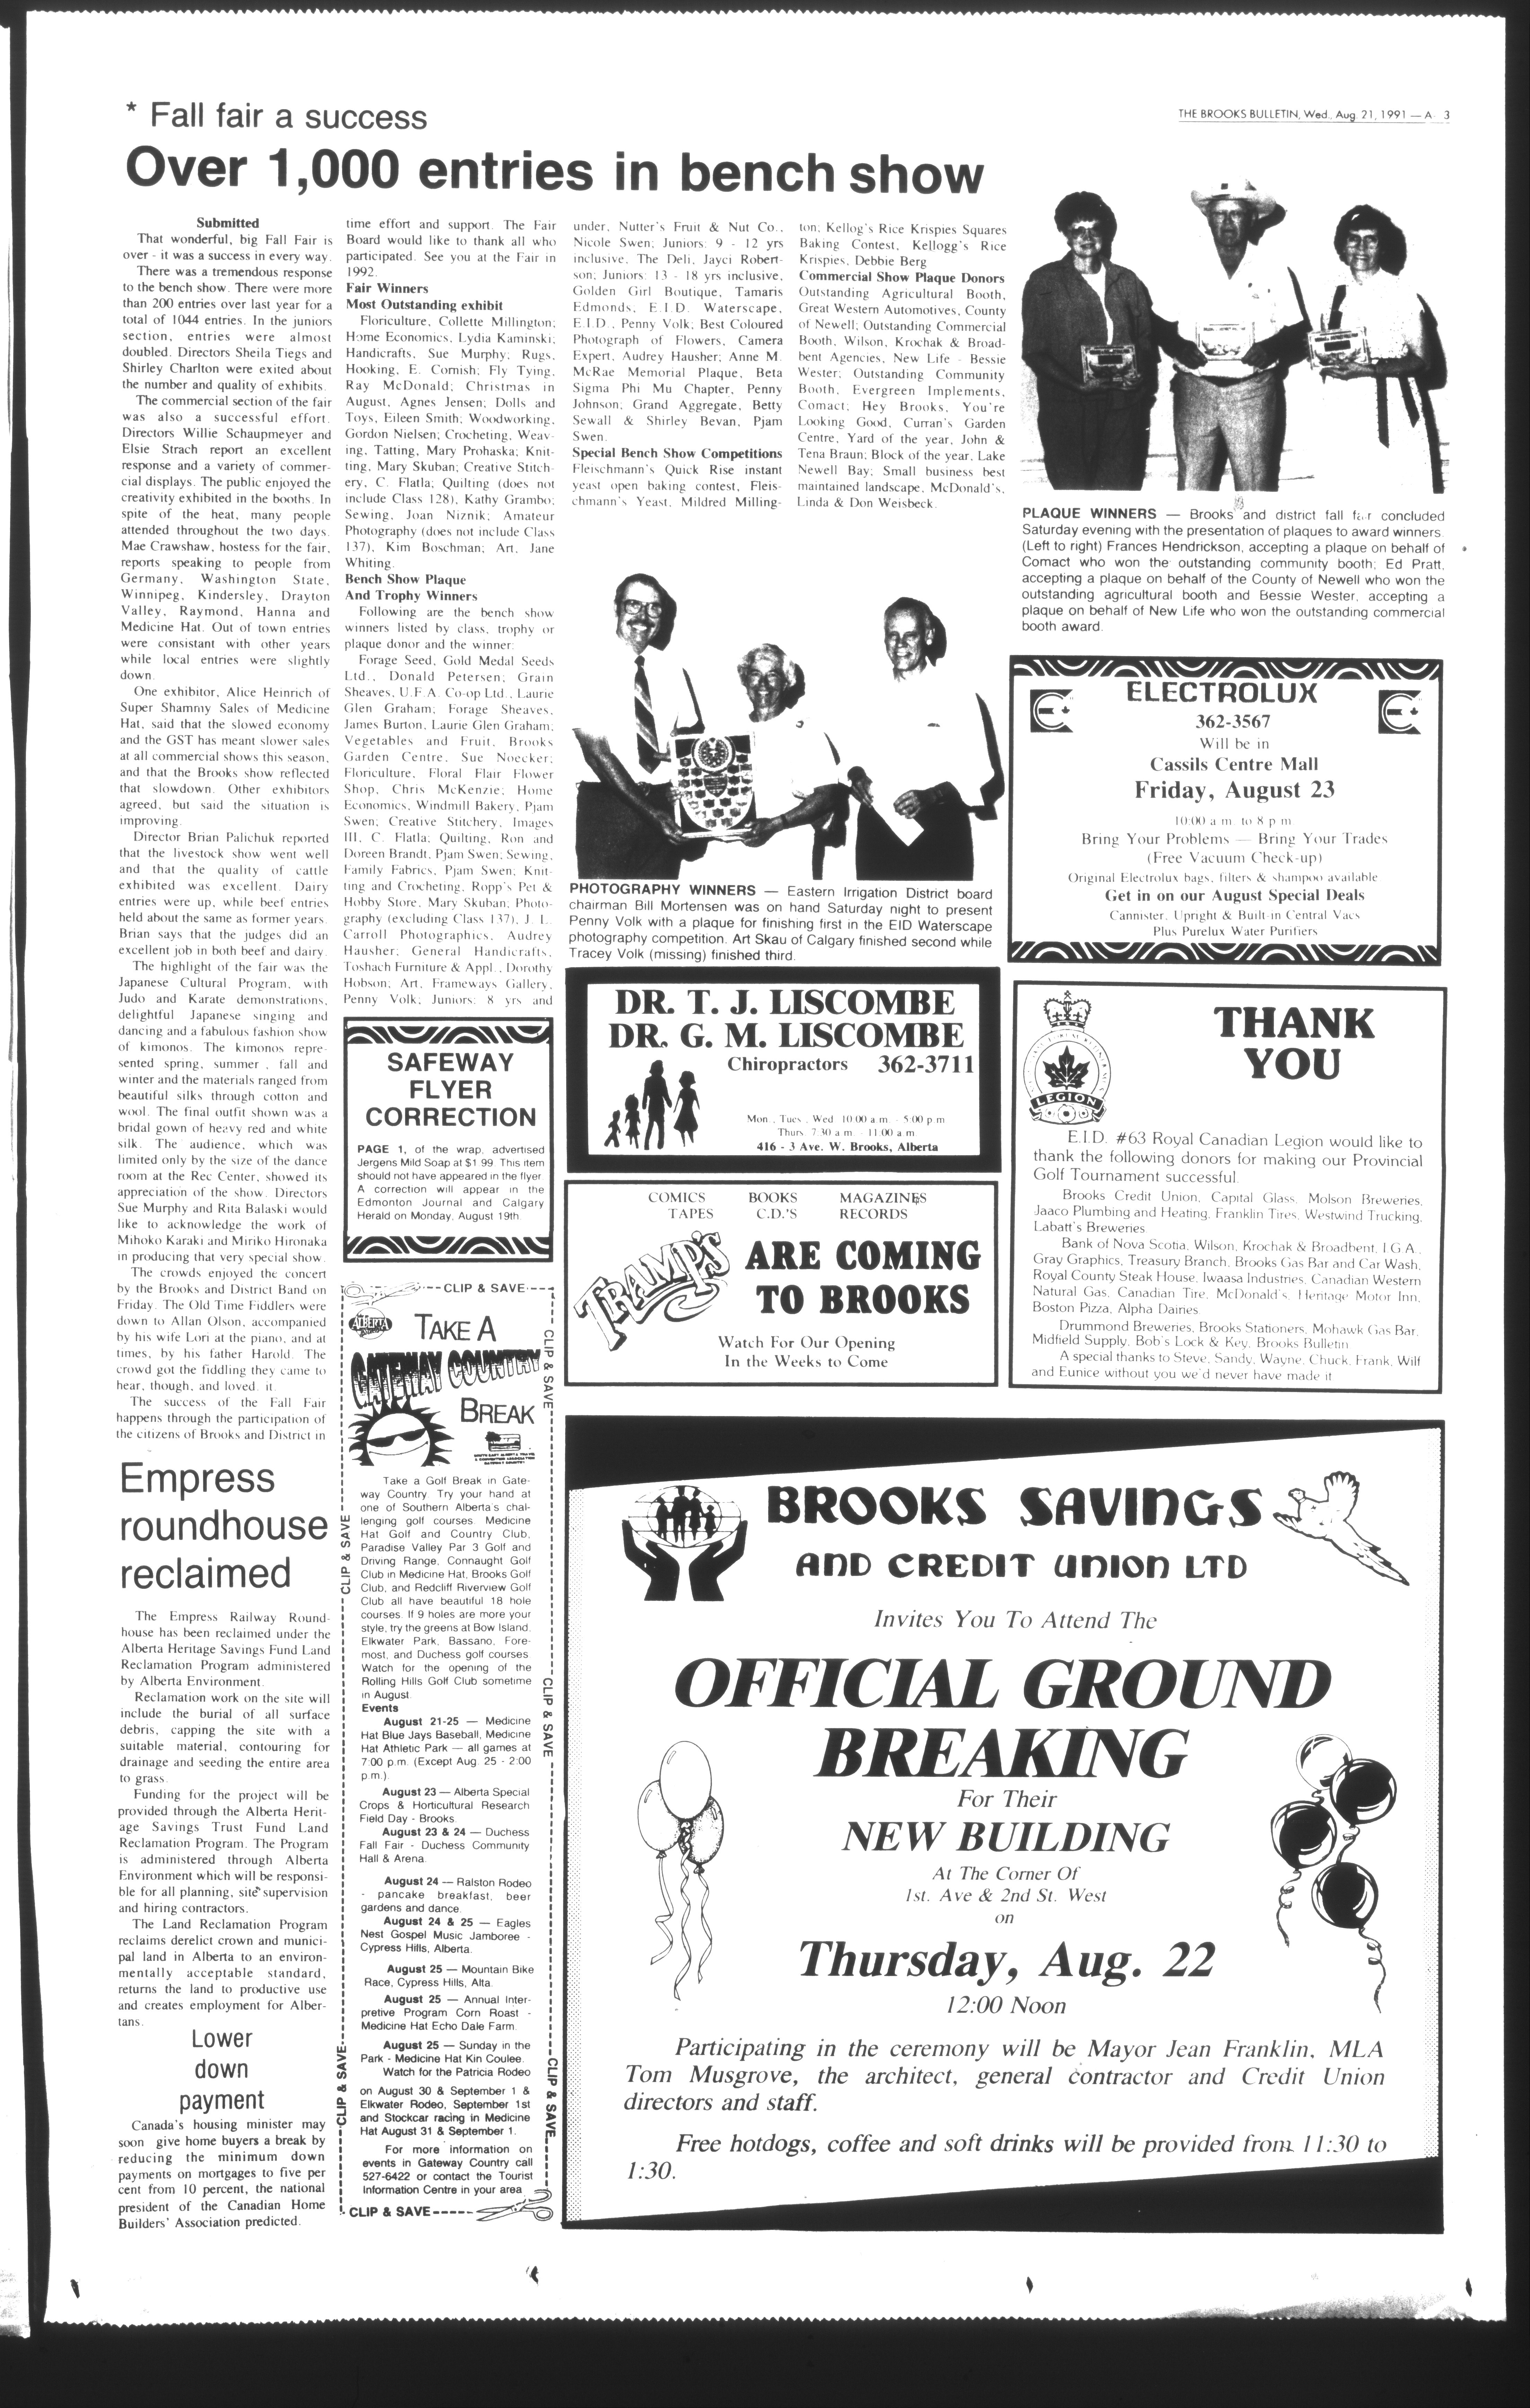 THE BROOKS BULLETIN, Wed., Aug. 21, 1991 — A- 3
* Fall fair a success
Over 1,000 entries in bench show
Submitted
That wonderful, big Fall Fair is
over - it was a success in every way.
There was a tremendous response
to the bench show. There were more
than 200 entries over last year for a
total of 1044 entries. In the juniors
section, entries were almost
doubled. Directors Sheila Tiegs and
Shirley Charlton were exited about
the number and quality of exhibits.
The commercial section of the fair
was also a successful effort.
Directors Willie Schaupmeyer and
Elsie Strach report an excellent
response and a variety of commer-
cial displays. The public enjoyed the
creativity exhibited in the booths. In
spite of the heat, many people
attended throughout the two days.
Mae Crawshaw, hostess for the fair,
reports speaking to people from
Germany, Washington State,
Winnipeg, Kindersley, Drayton
Valley, Raymond, Hanna and
Medicine Hat. Out of town entries
were consistant with other years
while local entries were slightly
down.
One exhibitor, Alice Heinrich of
Super Shammy Sales of Medicine
Hat, said that the slowed economy
and the GST has meant slower sales
at all commercial shows this season,
and that the Brooks show reflected
that slowdown. Other exhibitors
agreed, but said the situation is
improving.
Director Brian Palichuk reported
that the livestock show went well
and that the quality of cattle
exhibited was excellent. Dairy
entries were up, while beef entries
held about the same as former years.
Brian says that the judges did an
excellent job in both beef and dairy.
The highlight of the fair was the
Japanese Cultural Program, with
Judo and Karate demonstrations,
delightful Japanese singing and
dancing and a fabulous fashion show
of kimonos. The kimonos repre-
sented spring, summer , fall and
winter and the materials ranged from
beautiful silks through cotton and
wool. The final outfit shown was a
bridal gown of heavy red and white
silk. The audience, which was
limited only by the size of the dance
room at the Rec Center, showed its
appreciation of the show. Directors
Sue Murphy and Rita Balaski would
like to acknowledge the work of
Mihoko Karaki and Miriko Hironaka
in producing that very special show.
The crowds enjoyed the concert
by the Brooks and District Band on
Friday. The Old Time Fiddlers were
down to Allan Olson, accompanied
by his wife Lori at the piano, and at
times, by his father Harold. The
crowd got the fiddling they came to
hear, though, and loved it.
The success of the Fall Fair
happens through the participation of
the citizens of Brooks and District in
time effort and support. The Fair
Board would like to thank all who
participated. See you at the Fair in
1992.
Fair Winners
Most Outstanding exhibit
Floriculture, Collette Millington;
Home Economics, Lydia Kaminski;
Handicrafts, Sue Murphy; Rugs,
Hooking, E. Cornish; Fly Tying,
Ray McDonald; Christmas in
August, Agnes Jensen; Dolls and
Toys, Eileen Smith; Woodworking,
Gordon Nielsen; Crocheting, Weav-
ing, Tatting, Mary Prohaska; Knit-
ting, Mary Skuban; Creative Stitch-
ery, C. Flatla; Quilting (does not
include Class 128), Kathy Grambo;
Sewing, Joan Niznik; Amateur
Photography (does not include Class
137), Kim Boschman; Art, Jane
Whiting.
Bench Show Plaque
And Trophy Winners
Following are the bench show
winners listed by class, trophy or
plaque donor and the winner:
Forage Seed, Gold Medal Seeds
Ltd., Donald Petersen; Grain
Sheaves, U.F.A. Co-op Ltd., Laurie
Glen Graham; Forage Sheaves,
James Burton, Laurie Glen Graham;
Vegetables and Fruit, Brooks
Garden Centre, Sue Noecker;
Floriculture, Floral Flair Flower
Shop, Chris McKenzie; Home
Economics, Windmill Bakery, Pjam
Swen; Creative Stitchery, Images
III, C. Flatla; Quilting, Ron and
Doreen Brandt, Pjam Swen; Sewing,
Family Fabrics, Pjam Swen; Knit-
ting and Crocheting, Ropp's Pet &
Hobby Store, Mary Skuban; Photo-
graphy (excluding Class 137), J. L.
Carroll Photographics, Audrey
Hausher; General Handicrafts,
Toshach Furniture & Appl., Dorothy
Hobson; Art, Frameways Gallery,
Penny Volk; Juniors: 8 yrs and
under, Nutter's Fruit & Nut Co.,
Nicole Swen; Juniors: 9 - 12 yrs
inclusive, The Deli, Jayci Robert-
son; Juniors: 13 - 18 yrs inclusive,
Golden Girl Boutique, Tamaris
Edmonds; E.I.D. Waterscape,
E.I.D., Penny Volk; Best Coloured
Photograph of Flowers, Camera
Expert, Audrey Hausher; Anne M.
McRae Memorial Plaque, Beta
Sigma Phi Mu Chapter, Penny
Johnson; Grand Aggregate, Betty
Sewall & Shirley Bevan, Pjam
Swen.
Special Bench Show Competitions
Fleischmann's Quick Rise instant
yeast open baking contest, Fleis-
chmann's Yeast, Mildred Milling-
ton; Kellog's Rice Krispies Squares
Baking Contest, Kellogg's Rice
Krispies, Debbie Berg
Commercial Show Plaque Donors
Outstanding Agricultural Booth,
Great Western Automotives, County
of Newell; Outstanding Commercial
Booth, Wilson, Krochak & Broad-
bent Agencies, New Life - Bessie
Wester; Outstanding Community
Booth, Evergreen Implements,
Comact; Hey Brooks, You're
Looking Good, Curran's Garden
Centre, Yard of the year, John &
Tena Braun; Block of the year, Lake
Newell Bay; Small business best
maintained landscape, McDonald's,
Linda & Don Weisbeck.
PLAQUE WINNERS — Brooks and district fall fair concluded
Saturday evening with the presentation of plaques to award winners.
(Left to right) Frances Hendrickson, accepting a plaque on behalf of
Comact who won the outstanding community booth; Ed Pratt,
accepting a plaque on behalf of the County of Newell who won the
outstanding agricultural booth and Bessie Wester, accepting a
plaque on behalf of New Life who won the outstanding commercial
booth award.
PHOTOGRAPHY WINNERS — Eastern Irrigation District board
chairman Bill Mortensen was on hand Saturday night to present
Penny Volk with a plaque for finishing first in the EID Waterscape
photography competition. Art Skau of Calgary finished second while
Tracey Volk (missing) finished third.
ELECTROLUX
362-3567
Will be in
Cassils Centre Mall
Friday, August 23
10:00 a.m. to 8 p.m.
Bring Your Problems — Bring Your Trades
(Free Vacuum Check-up)
Original Electrolux bags, filters & shampoo available
Get in on our August Special Deals
Cannister, Upright & Built-in Central Vacs
Plus Purelux Water Purifiers
DR. T. J. LISCOMBE
DR. G. M. LISCOMBE
Chiropractors 362-3711
Mon., Tues., Wed. 10:00 a.m. - 5:00 p.m.
Thurs. 7:30 a.m. - 11:00 a.m.
416 - 3 Ave. W. Brooks, Alberta
COMICS BOOKS MAGAZINES
TAPES C.D.'S RECORDS
TRAMP'S
ARE COMING
TO BROOKS
Watch For Our Opening
In the Weeks to Come
LEGION
THANK
YOU
E.I.D. #63 Royal Canadian Legion would like to
thank the following donors for making our Provincial
Golf Tournament successful.
Brooks Credit Union, Capital Glass, Molson Breweries,
Jaaco Plumbing and Heating, Franklin Tires, Westwind Trucking,
Labatt's Breweries.
Bank of Nova Scotia, Wilson, Krochak & Broadbent, I.G.A.,
Gray Graphics, Treasury Branch, Brooks Gas Bar and Car Wash,
Royal County Steak House, Iwaasa Industries, Canadian Western
Natural Gas, Canadian Tire, McDonald's, Heritage Motor Inn,
Boston Pizza, Alpha Daines.
Drummond Breweries, Brooks Stationers, Mohawk Gas Bar,
Midfield Supply, Bob's Lock & Key, Brooks Bulletin
A special thanks to Steve, Sandy, Wayne, Chuck, Frank, Wilf
and Eunice without you we'd never have made it
SAFEWAY
FLYER
CORRECTION
PAGE 1, of the wrap, advertised
Jergens Mild Soap at $1.99. This item
should not have appeared in the flyer.
A correction will appear in the
Edmonton Journal and Calgary
Herald on Monday, August 19th.
CLIP & SAVE
ALBERTA
TAKE A
GATEWAY COUNTRY
BREAK
CLIP & SAVE
CLIP & SAVE
Take a Golf Break in Gate-
way Country. Try your hand at
one of Southern Alberta's chal-
lenging golf courses. Medicine
Hat Golf and Country Club,
Paradise Valley Par 3 Golf and
Driving Range, Connaught Golf
Club in Medicine Hat, Brooks Golf
Club, and Redcliff Riverview Golf
Club all have beautiful 18 hole
courses. If 9 holes are more your
style, try the greens at Bow Island,
Elkwater Park, Bassano, Fore-
most, and Duchess golf courses.
Watch for the opening of the
Rolling Hills Golf Club sometime
in August.
Events
August 21-25 — Medicine
Hat Blue Jays Baseball, Medicine
Hat Athletic Park — all games at
7:00 p.m. (Except Aug. 25 - 2:00
p.m.).
August 23 — Alberta Special
Crops & Horticultural Research
Field Day - Brooks.
August 23 & 24 — Duchess
Fall Fair - Duchess Community
Hall & Arena.
August 24 — Ralston Rodeo
- pancake breakfast, beer
gardens and dance.
August 24 & 25 — Eagles
Nest Gospel Music Jamboree -
Cypress Hills, Alberta.
August 25 — Mountain Bike
Race, Cypress Hills, Alta.
August 25 — Annual Inter-
pretive Program Corn Roast -
Medicine Hat Echo Dale Farm.
August 25 — Sunday in the
Park - Medicine Hat Kin Coulee.
Watch for the Patricia Rodeo
on August 30 & September 1 &
Elkwater Rodeo, September 1st
and Stockcar racing in Medicine
Hat August 31 & September 1.
For more information on
events in Gateway Country call
527-6422 or contact the Tourist
Information Centre in your area
CLIP & SAVE
CLIP & SAVE
CLIP & SAVE
CLIP & SAVE
Empress
roundhouse
reclaimed
The Empress Railway Round-
house has been reclaimed under the
Alberta Heritage Savings Fund Land
Reclamation Program administered
by Alberta Environment.
Reclamation work on the site will
include the burial of all surface
debris, capping the site with a
suitable material, contouring for
drainage and seeding the entire area
to grass.
Funding for the project will be
provided through the Alberta Herit-
age Savings Trust Fund Land
Reclamation Program. The Program
is administered through Alberta
Environment which will be responsi-
ble for all planning, site supervision
and hiring contractors.
The Land Reclamation Program
reclaims derelict crown and munici-
pal land in Alberta to an environ-
mentally acceptable standard,
returns the land to productive use
and creates employment for Alber-
tans.
Lower
down
payment
Canada's housing minister may
soon give home buyers a break by
reducing the minimum down
payments on mortgages to five per
cent from 10 percent, the national
president of the Canadian Home
Builders' Association predicted.
BROOKS SAVINGS
AND CREDIT UNION LTD
Invites You To Attend The
OFFICIAL GROUND
BREAKING
For Their
NEW BUILDING
At The Corner Of
1st. Ave & 2nd St. West
on
Thursday, Aug. 22
12:00 Noon
Participating in the ceremony will be Mayor Jean Franklin, MLA
Tom Musgrove, the architect, general contractor and Credit Union
directors and staff.
Free hotdogs, coffee and soft drinks will be provided from 11:30 to
1:30.